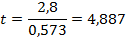 t = 2,8 / 0,573 = 4,887